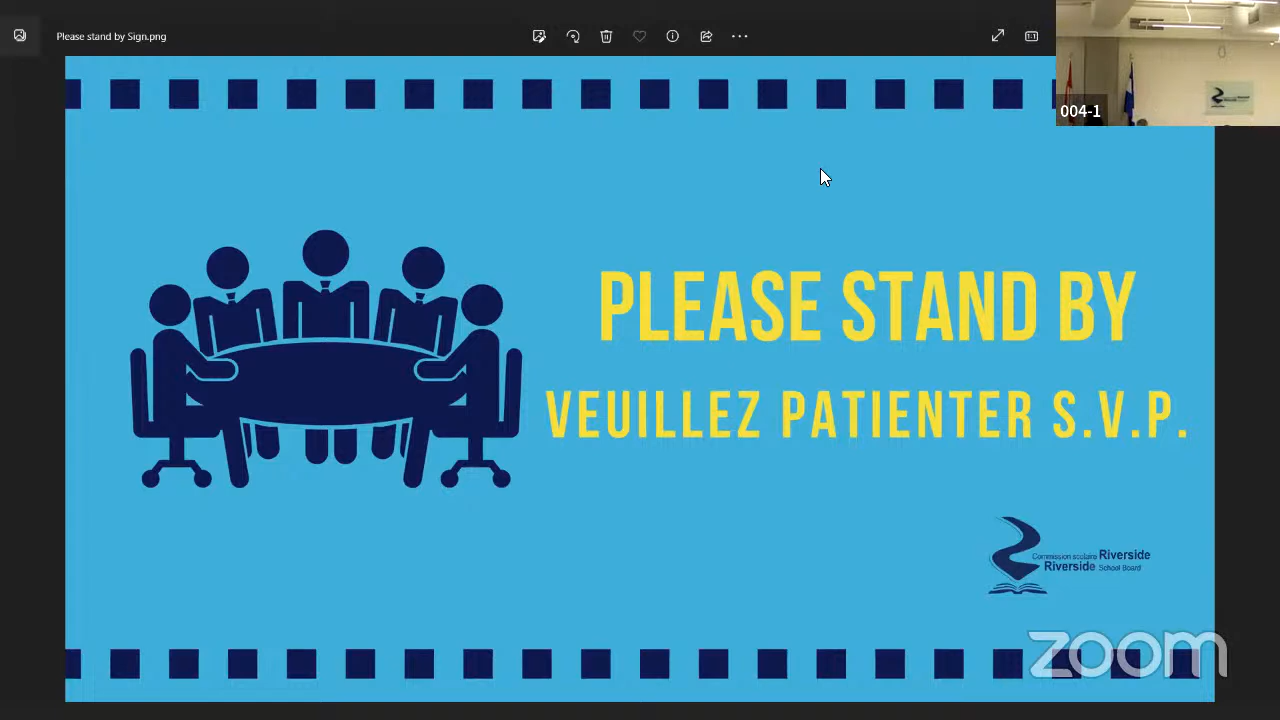 Please stand by Sign.png
004-1
PLEASE STAND BY
VEUILLEZ PATIENTER S.V.P.
Commission scolaire Riverside
Riverside School Board
zoom